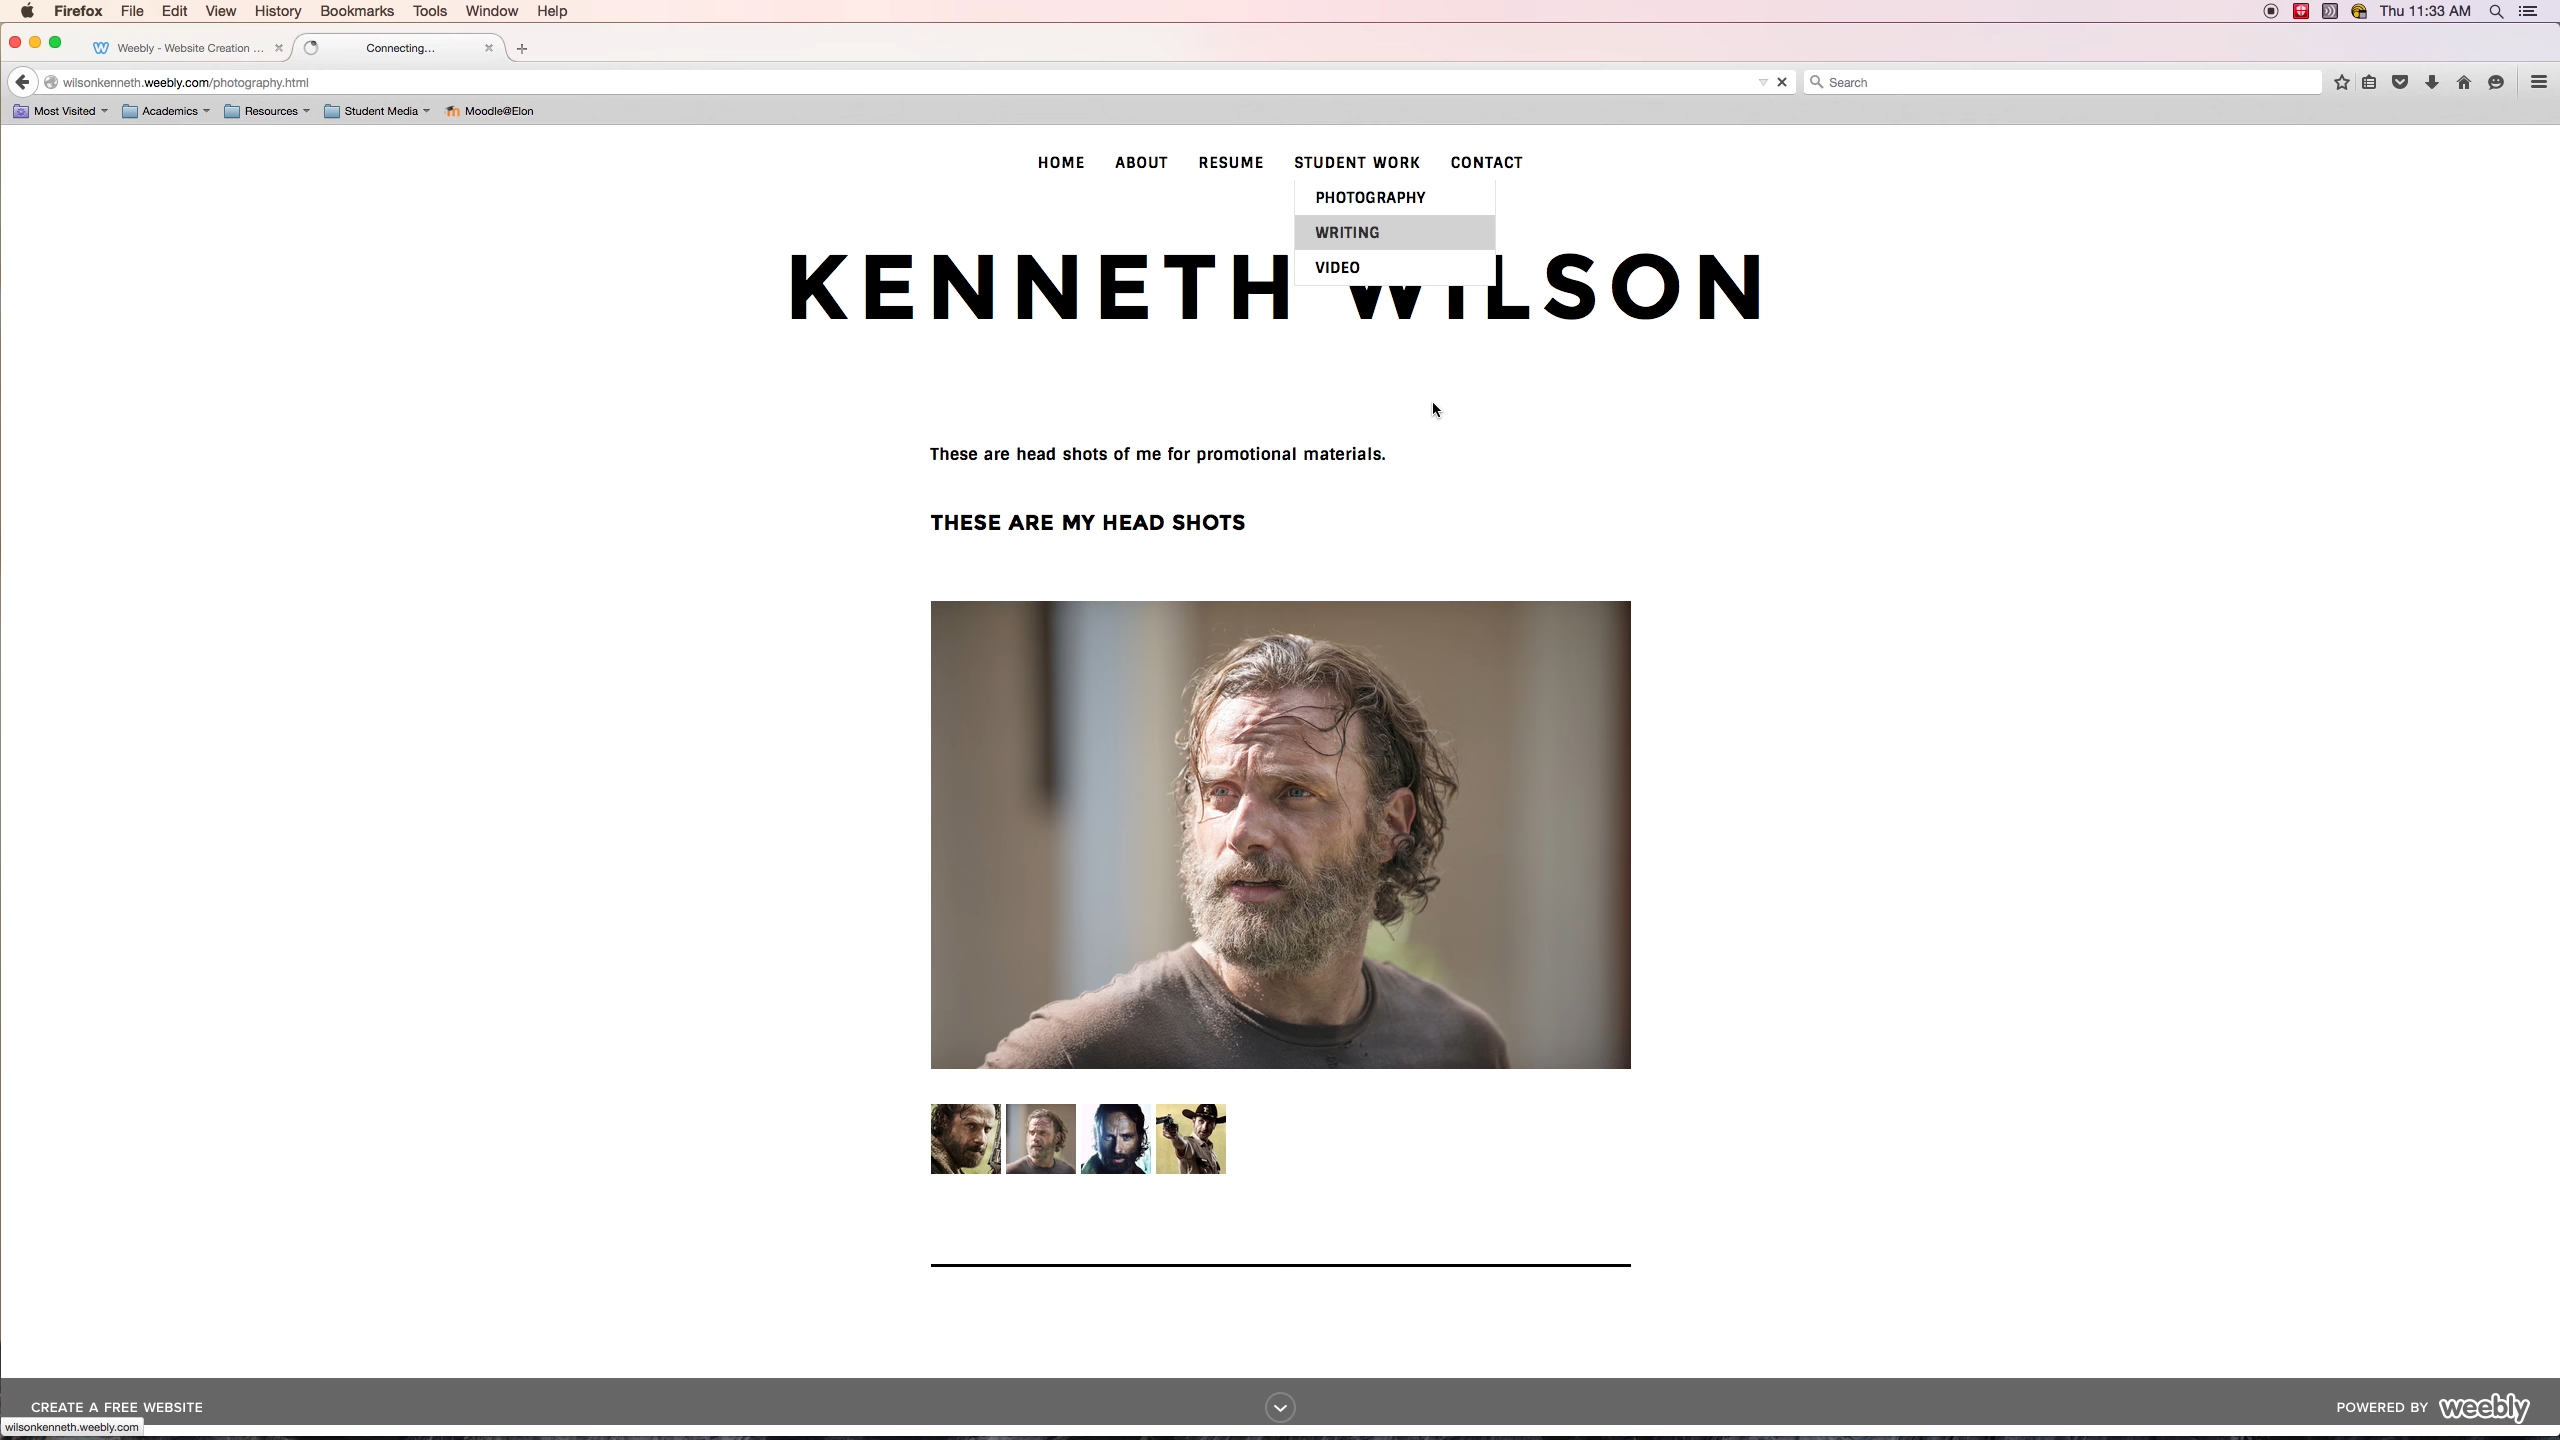 Firefox File Edit View History Bookmarks Tools Window Help Thu 11:33 AM
Weebly - Website Creation ... Connecting...
wilsonkenneth.weebly.com/photography.html Search
Most Visited Academics Resources Student Media Moodle@Elon
HOME ABOUT RESUME STUDENT WORK CONTACT
PHOTOGRAPHY
WRITING
VIDEO
KENNETH WILSON
These are head shots of me for promotional materials.
THESE ARE MY HEAD SHOTS
CREATE A FREE WEBSITE POWERED BY weebly
wilsonkenneth.weebly.com